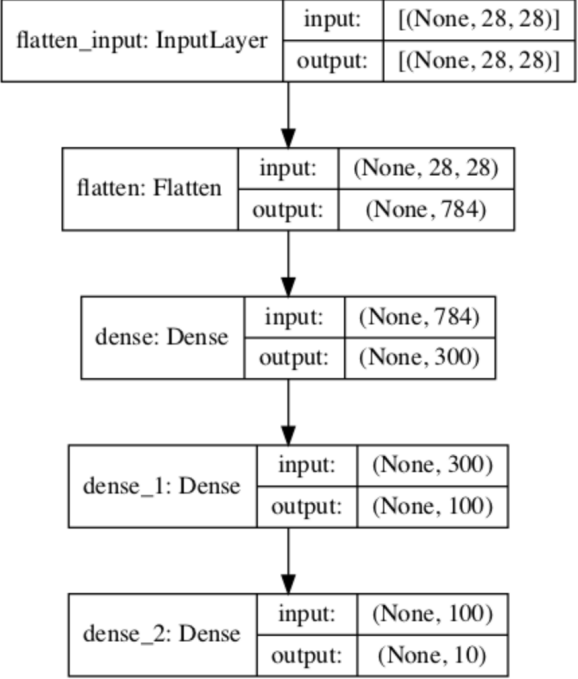 flatten_input: InputLayer
input: [(None, 28, 28)]
output: [(None, 28, 28)]
flatten: Flatten
input: (None, 28, 28)
output: (None, 784)
dense: Dense
input: (None, 784)
output: (None, 300)
dense_1: Dense
input: (None, 300)
output: (None, 100)
dense_2: Dense
input: (None, 100)
output: (None, 10)